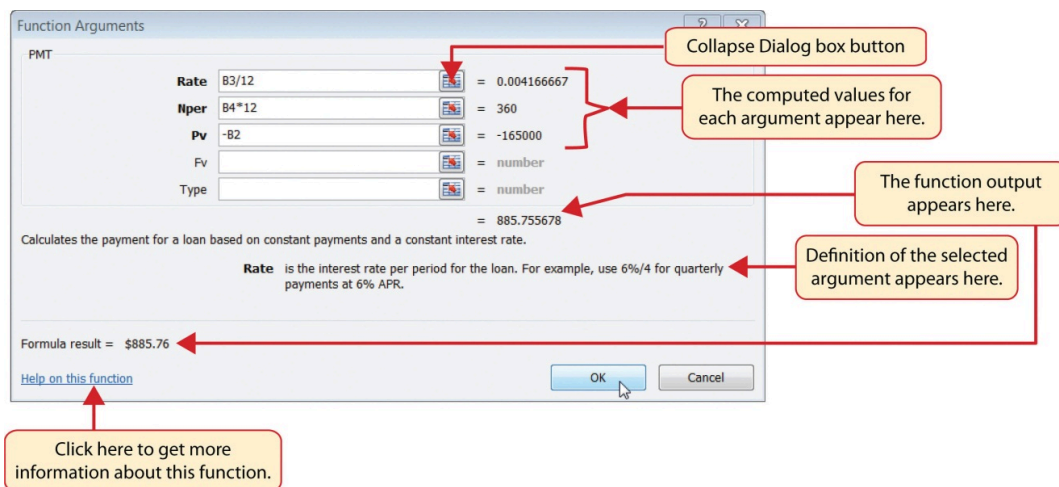 Function Arguments
? X
Collapse Dialog box button
PMT
Rate B3/12 = 0.004166667
Nper B4*12 = 360
Pv -B2 = -165000
Fv = number
Type = number
The computed values for
each argument appear here.
= 885.755678
The function output
appears here.
Calculates the payment for a loan based on constant payments and a constant interest rate.
Rate is the interest rate per period for the loan. For example, use 6%/4 for quarterly
payments at 6% APR.
Definition of the selected
argument appears here.
Formula result = $885.76
Help on this function
OK
Cancel
Click here to get more
information about this function.